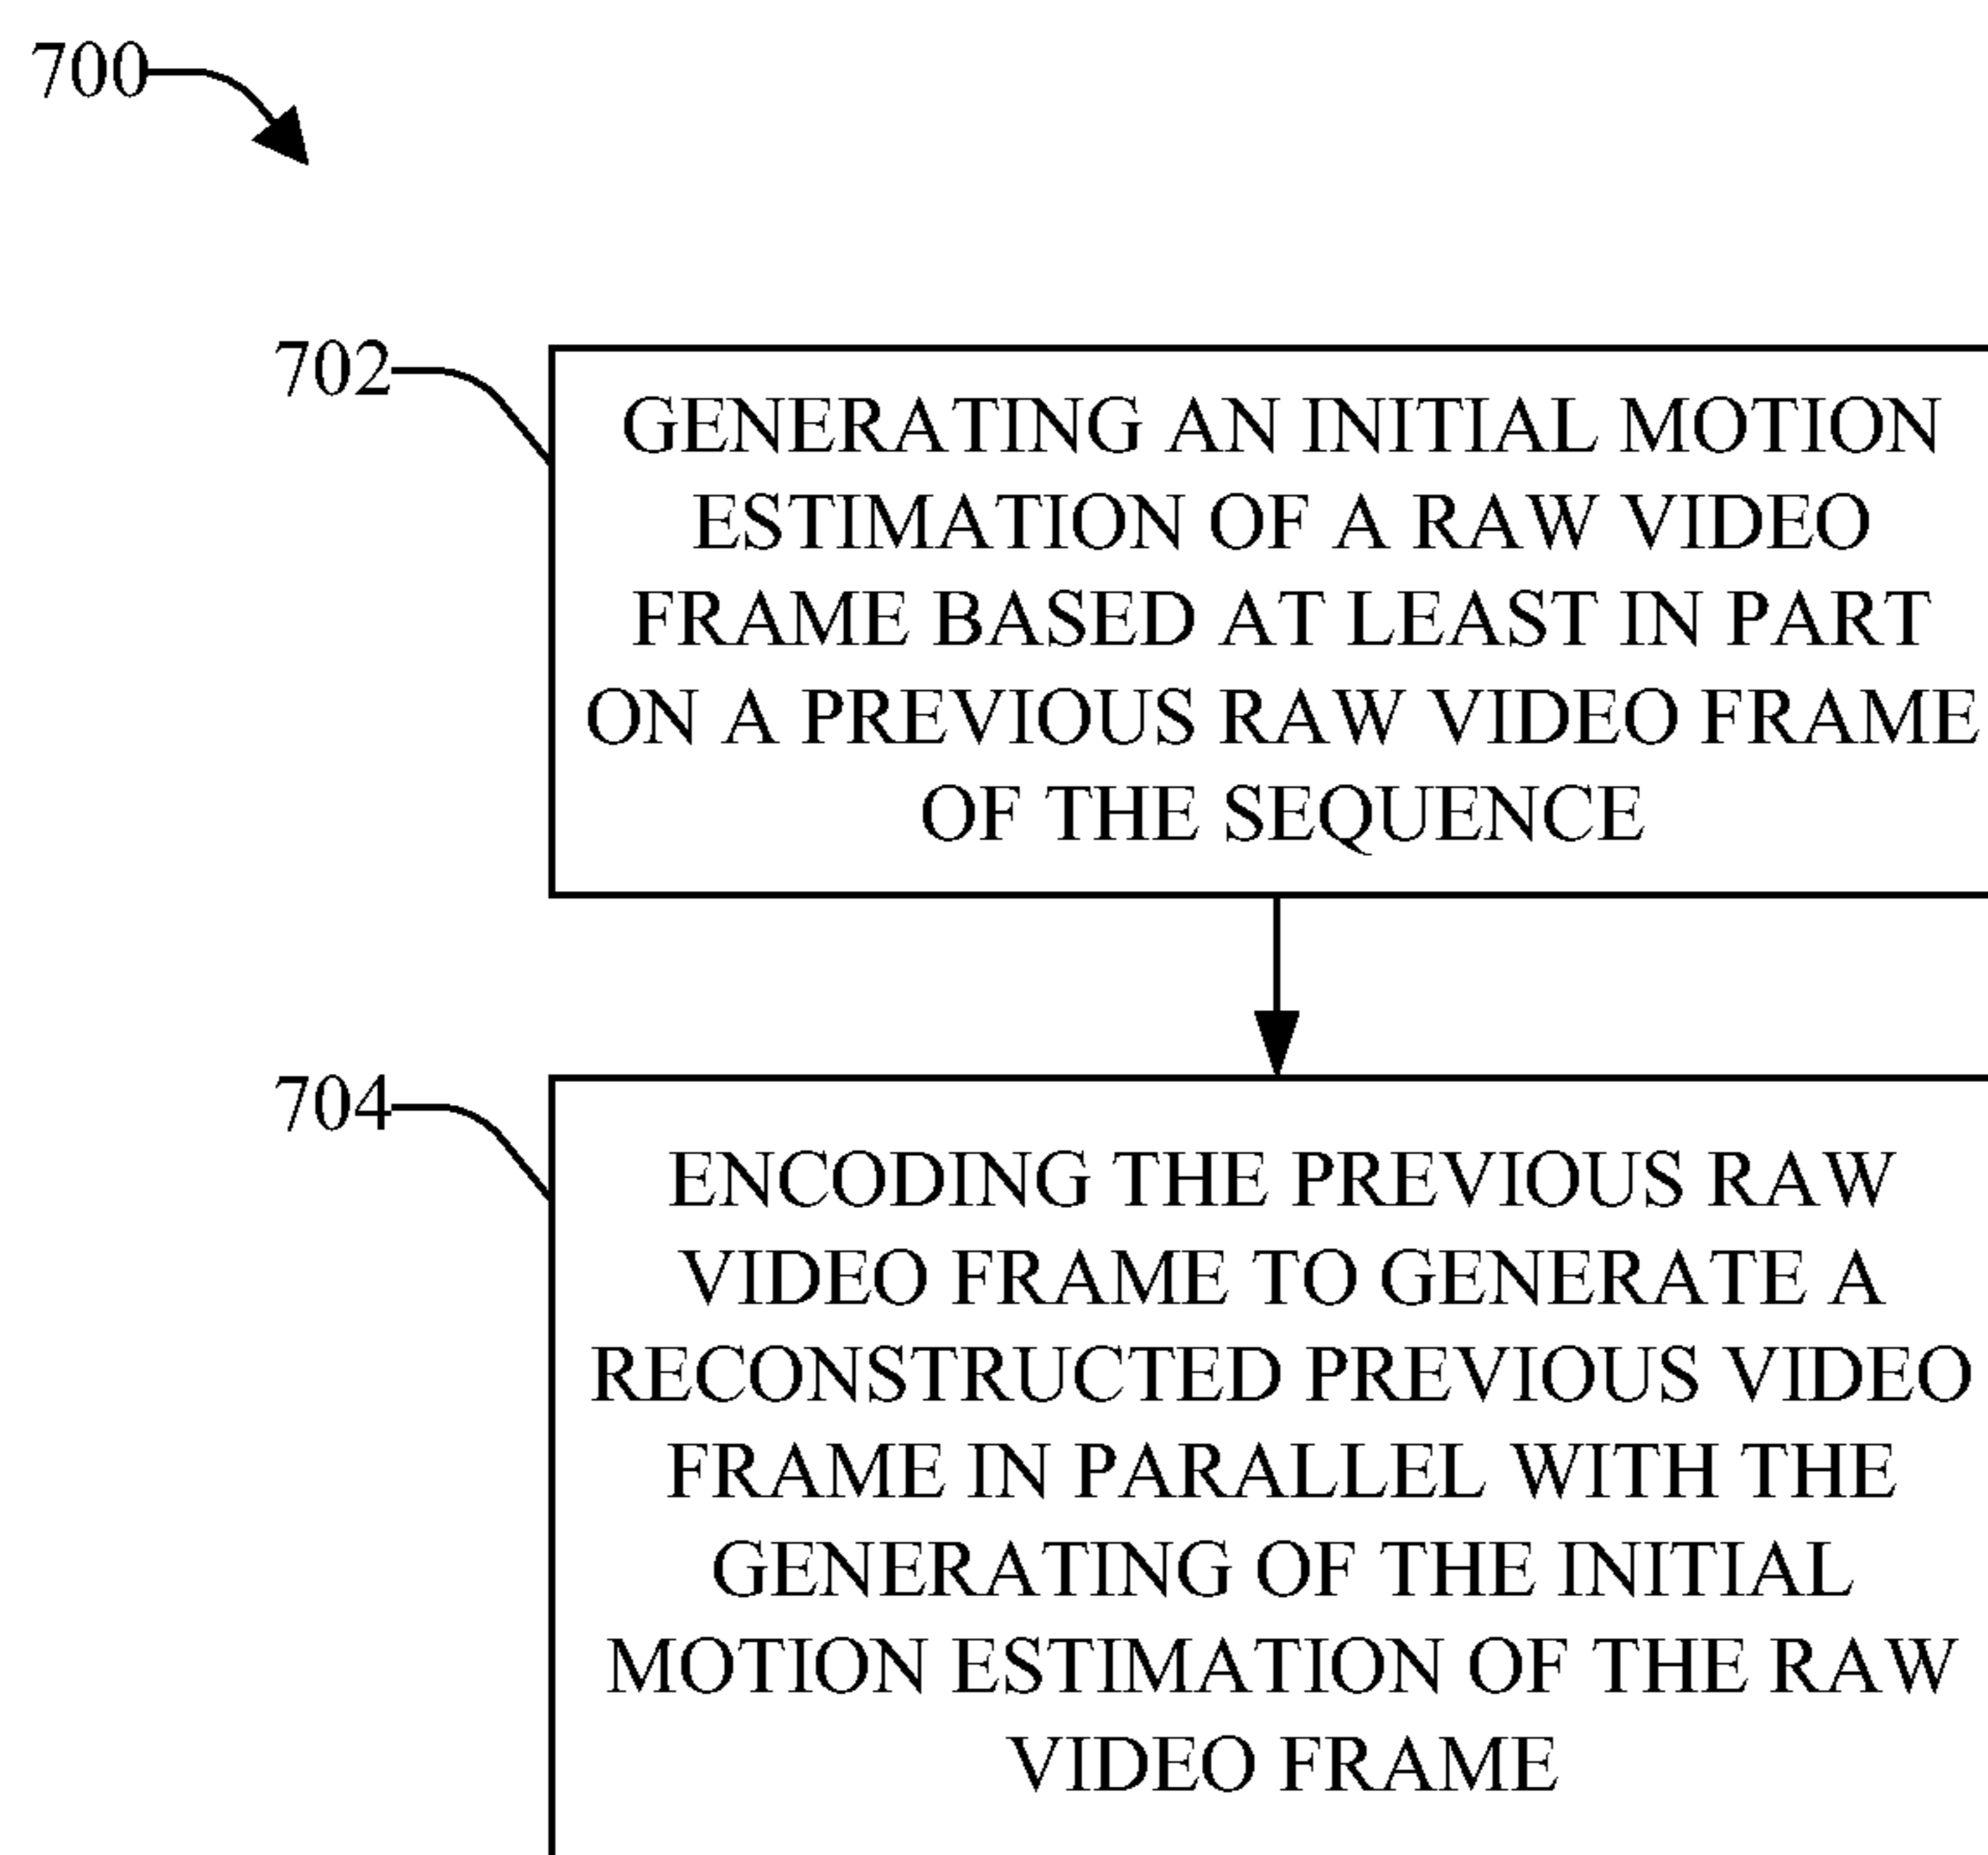 700
702
GENERATING AN INITIAL MOTION
ESTIMATION OF A RAW VIDEO
FRAME BASED AT LEAST IN PART
ON A PREVIOUS RAW VIDEO FRAME
OF THE SEQUENCE
704
ENCODING THE PREVIOUS RAW
VIDEO FRAME TO GENERATE A
RECONSTRUCTED PREVIOUS VIDEO
FRAME IN PARALLEL WITH THE
GENERATING OF THE INITIAL
MOTION ESTIMATION OF THE RAW
VIDEO FRAME